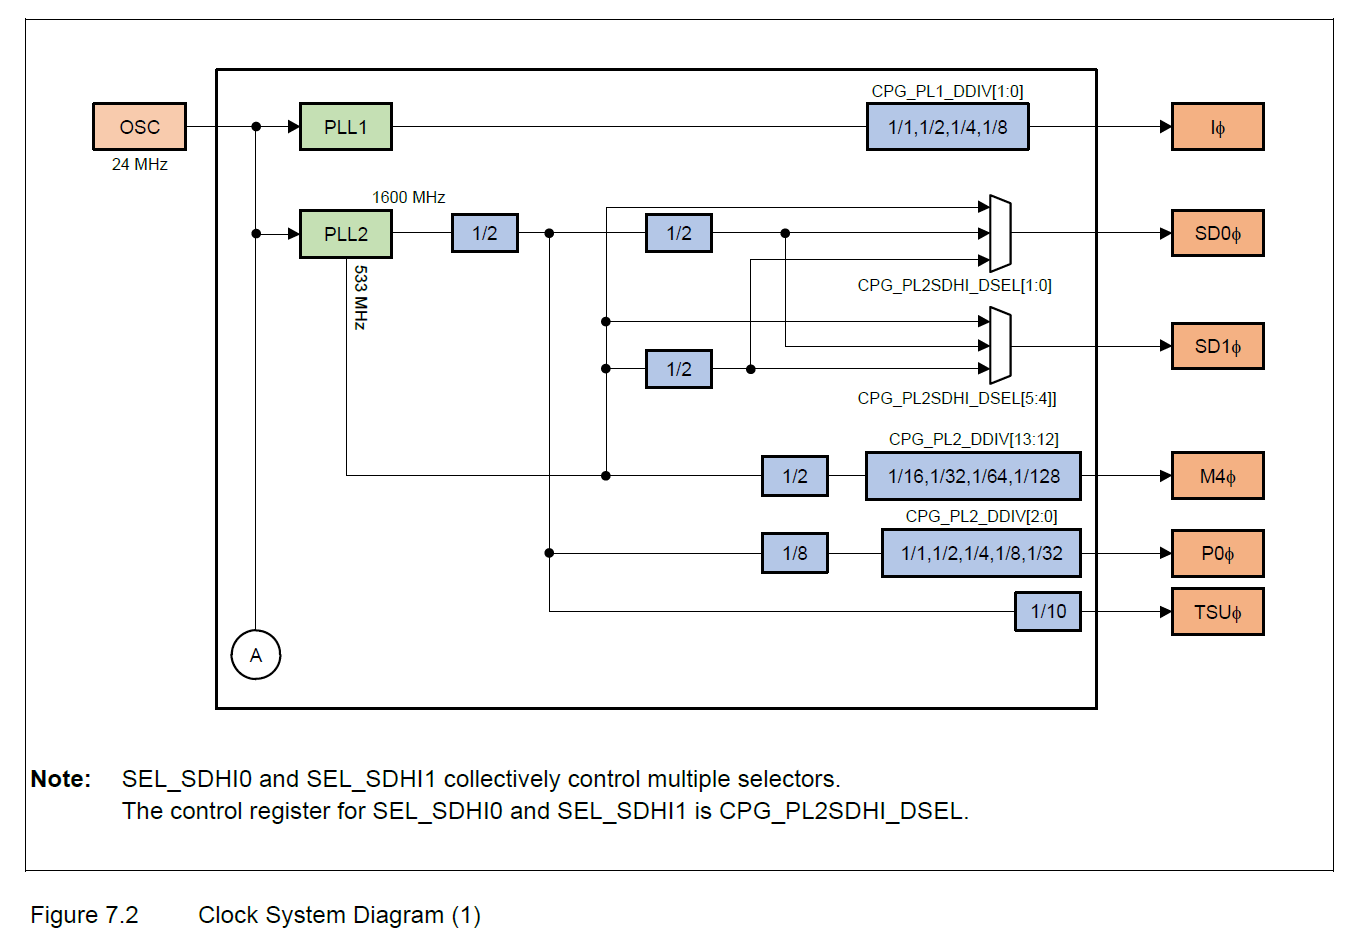 CPG_PL1_DDIV[1:0]
OSC
PLL1
1/1,1/2,1/4,1/8
Iϕ
24 MHz
1600 MHz
PLL2
1/2
1/2
SD0ϕ
533 MHz
CPG_PL2SDHI_DSEL[1:0]
SD1ϕ
1/2
CPG_PL2SDHI_DSEL[5:4]]
CPG_PL2_DDIV[13:12]
1/2
1/16,1/32,1/64,1/128
M4ϕ
CPG_PL2_DDIV[2:0]
1/8
1/1,1/2,1/4,1/8,1/32
P0ϕ
1/10
TSUϕ
A
Note: SEL_SDHI0 and SEL_SDHI1 collectively control multiple selectors.
The control register for SEL_SDHI0 and SEL_SDHI1 is CPG_PL2SDHI_DSEL.
Figure 7.2 Clock System Diagram (1)